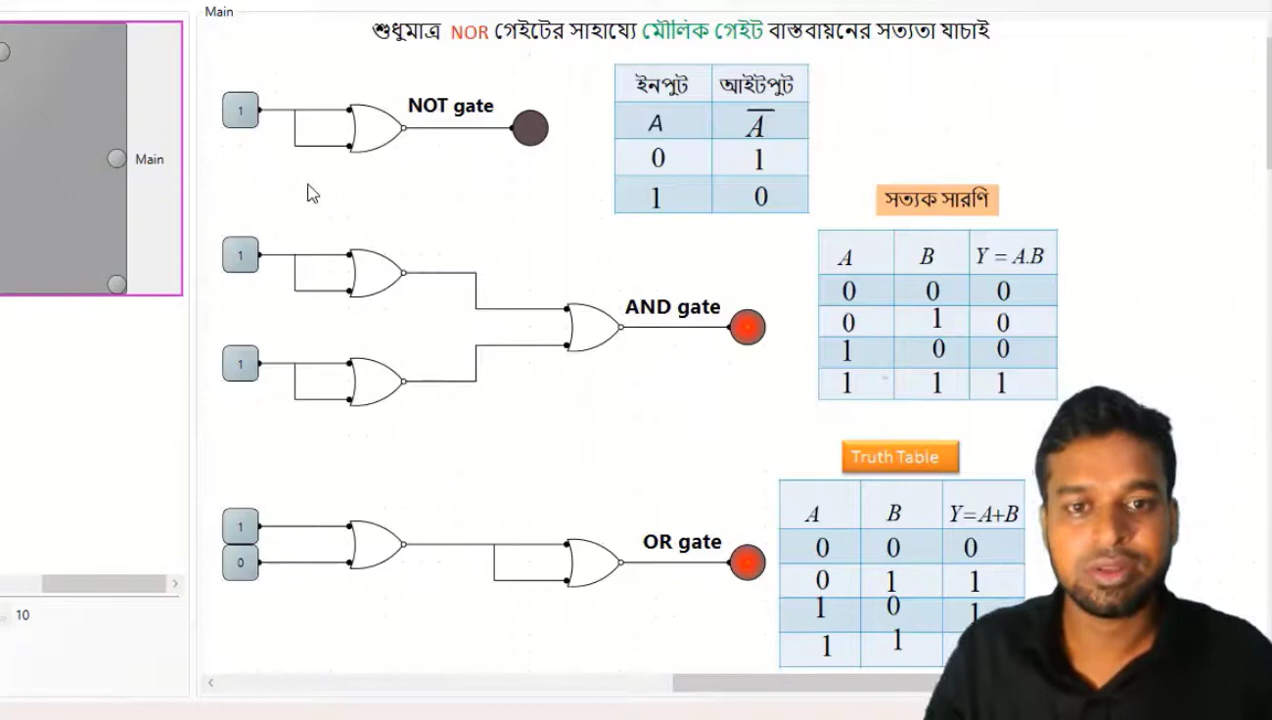 Main
শুধুমাত্র NOR গেইটের সাহায্যে মৌলিক গেইট বাস্তবায়নের সত্যতা যাচাই
1
NOT gate
ইনপুট আইটপুট
A A̅
0 1
1 0
Main
সত্যক সারণি
1
1
AND gate
A B Y = A.B
0 0 0
0 1 0
1 0 0
1 1 1
Truth Table
1
0
OR gate
A B Y=A+B
0 0 0
0 1 1
1 0 1
1 1
10